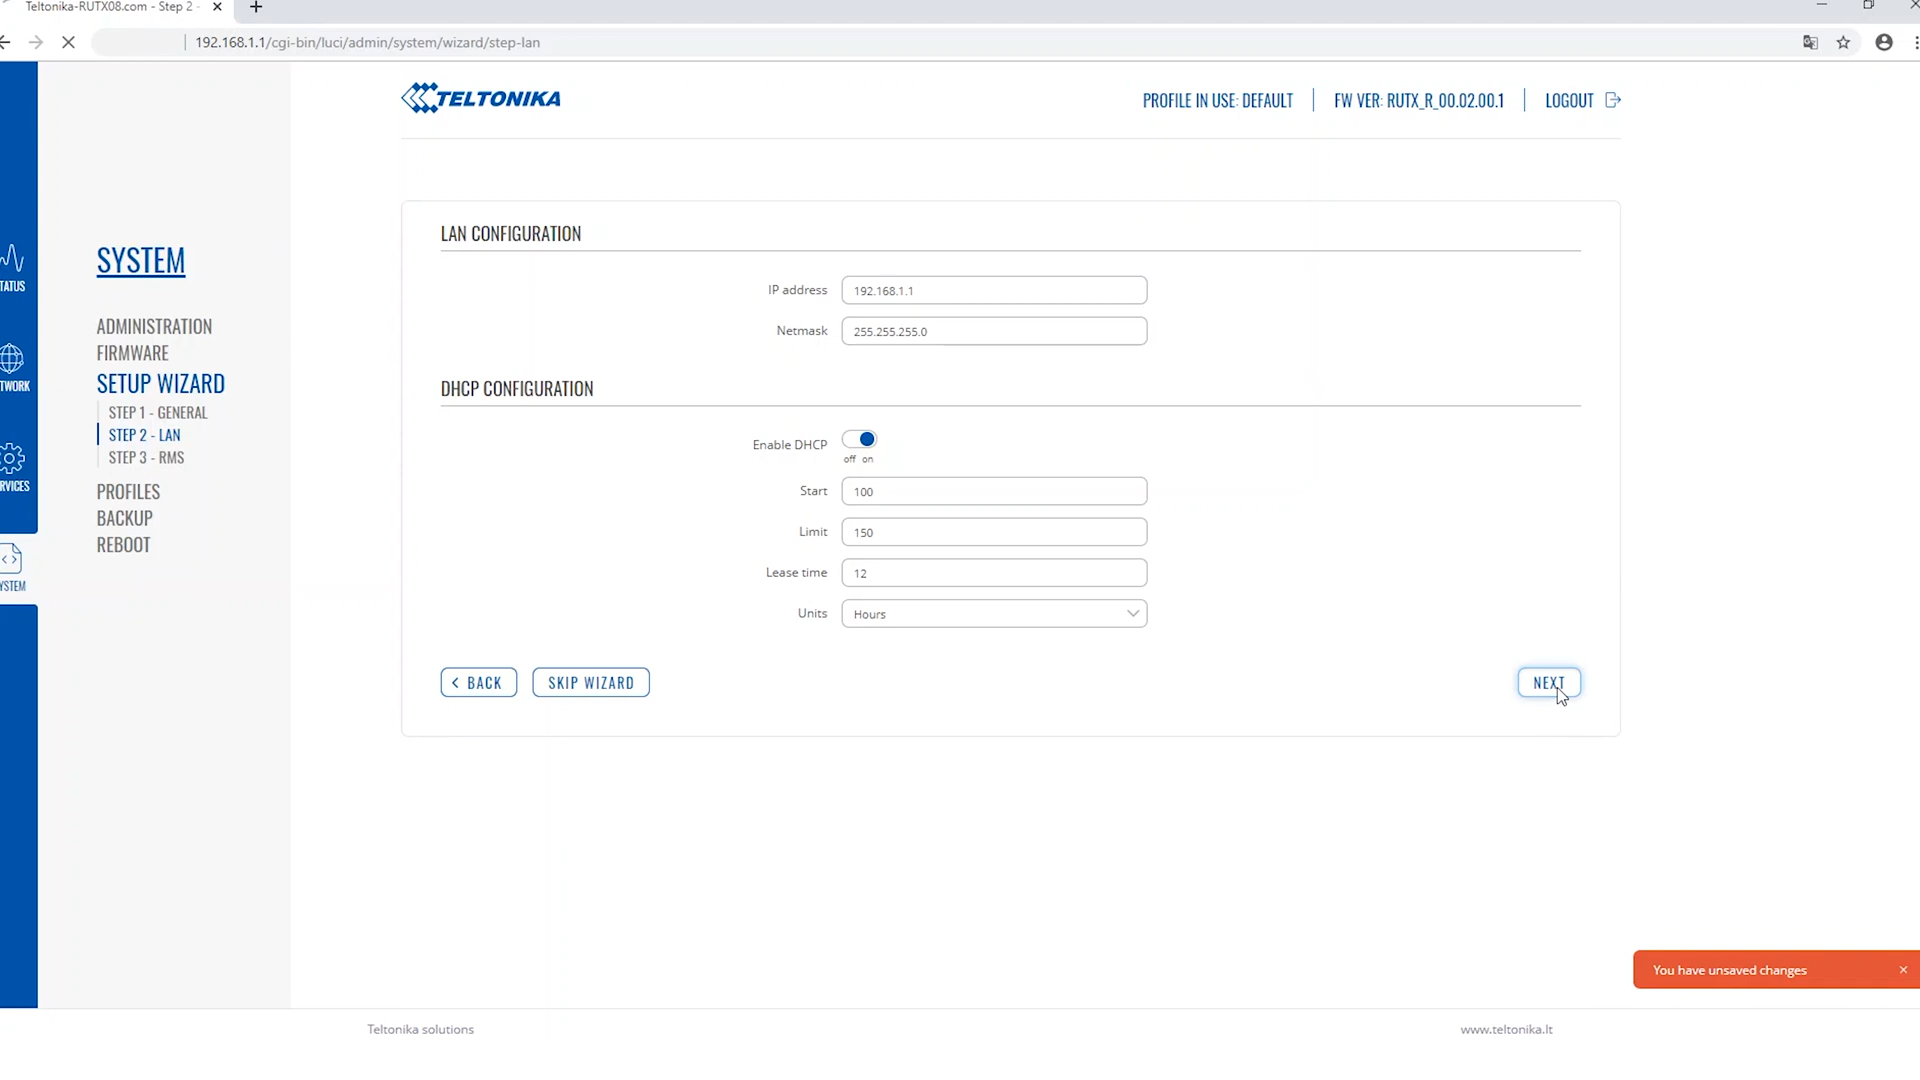 Teltonika-RUTX08.com - Step 2 -
192.168.1.1/cgi-bin/luci/admin/system/wizard/step-lan
TELTONIKA
PROFILE IN USE: DEFAULT
FW VER: RUTX_R_00.02.00.1
LOGOUT
TATUS
TWORK
RVICES
YSTEM
SYSTEM
ADMINISTRATION
FIRMWARE
SETUP WIZARD
STEP 1 - GENERAL
STEP 2 - LAN
STEP 3 - RMS
PROFILES
BACKUP
REBOOT
LAN CONFIGURATION
IP address 192.168.1.1
Netmask 255.255.255.0
DHCP CONFIGURATION
Enable DHCP
off on
Start 100
Limit 150
Lease time 12
Units Hours
BACK
SKIP WIZARD
NEXT
You have unsaved changes
Teltonika solutions
www.teltonika.lt